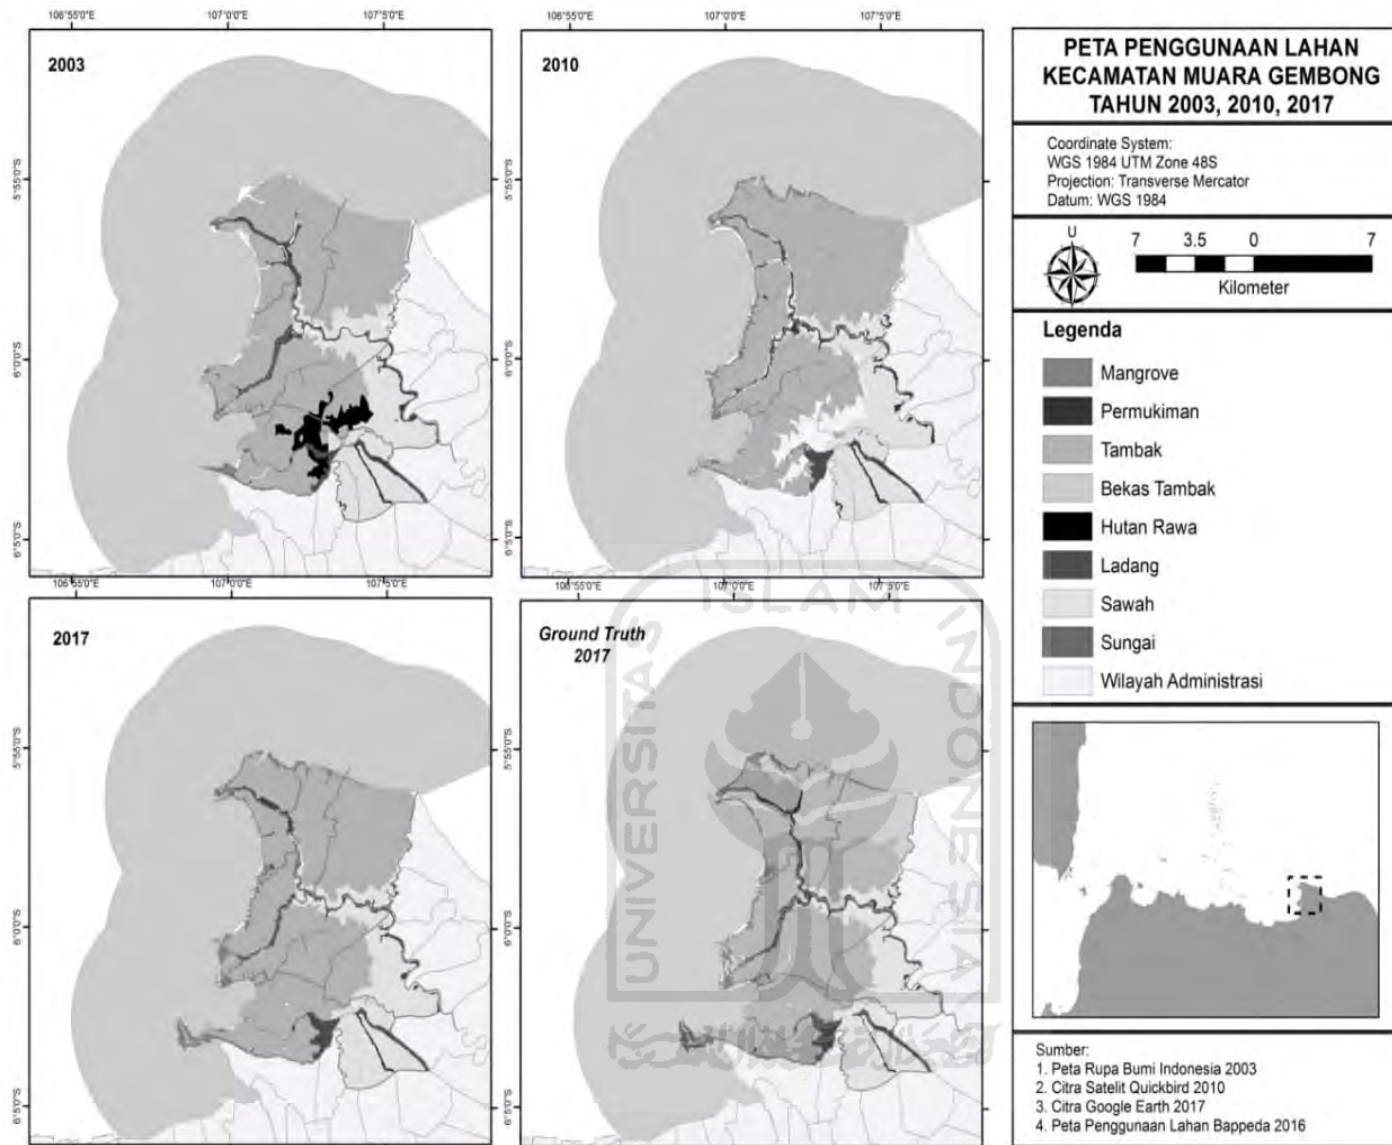 106°55'0"E 107°0'0"E 107°5'0"E
106°55'0"E 107°0'0"E 107°5'0"E
2003
2010
5°55'0"S
6°0'0"S
6°5'0"S
5°55'0"S
6°0'0"S
6°5'0"S
106°55'0"E 107°0'0"E 107°5'0"E
106°55'0"E 107°0'0"E 107°5'0"E
2017
Ground Truth
2017
5°55'0"S
6°0'0"S
6°5'0"S
5°55'0"S
6°0'0"S
6°5'0"S
UNIVERSITAS
ISLAM
INDONESIA
PETA PENGGUNAAN LAHAN
KECAMATAN MUARA GEMBONG
TAHUN 2003, 2010, 2017
Coordinate System:
WGS 1984 UTM Zone 48S
Projection: Transverse Mercator
Datum: WGS 1984
U
7 3.5 0 7
Kilometer
Legenda
Mangrove
Permukiman
Tambak
Bekas Tambak
Hutan Rawa
Ladang
Sawah
Sungai
Wilayah Administrasi
Sumber:
1. Peta Rupa Bumi Indonesia 2003
2. Citra Satelit Quickbird 2010
3. Citra Google Earth 2017
4. Peta Penggunaan Lahan Bappeda 2016